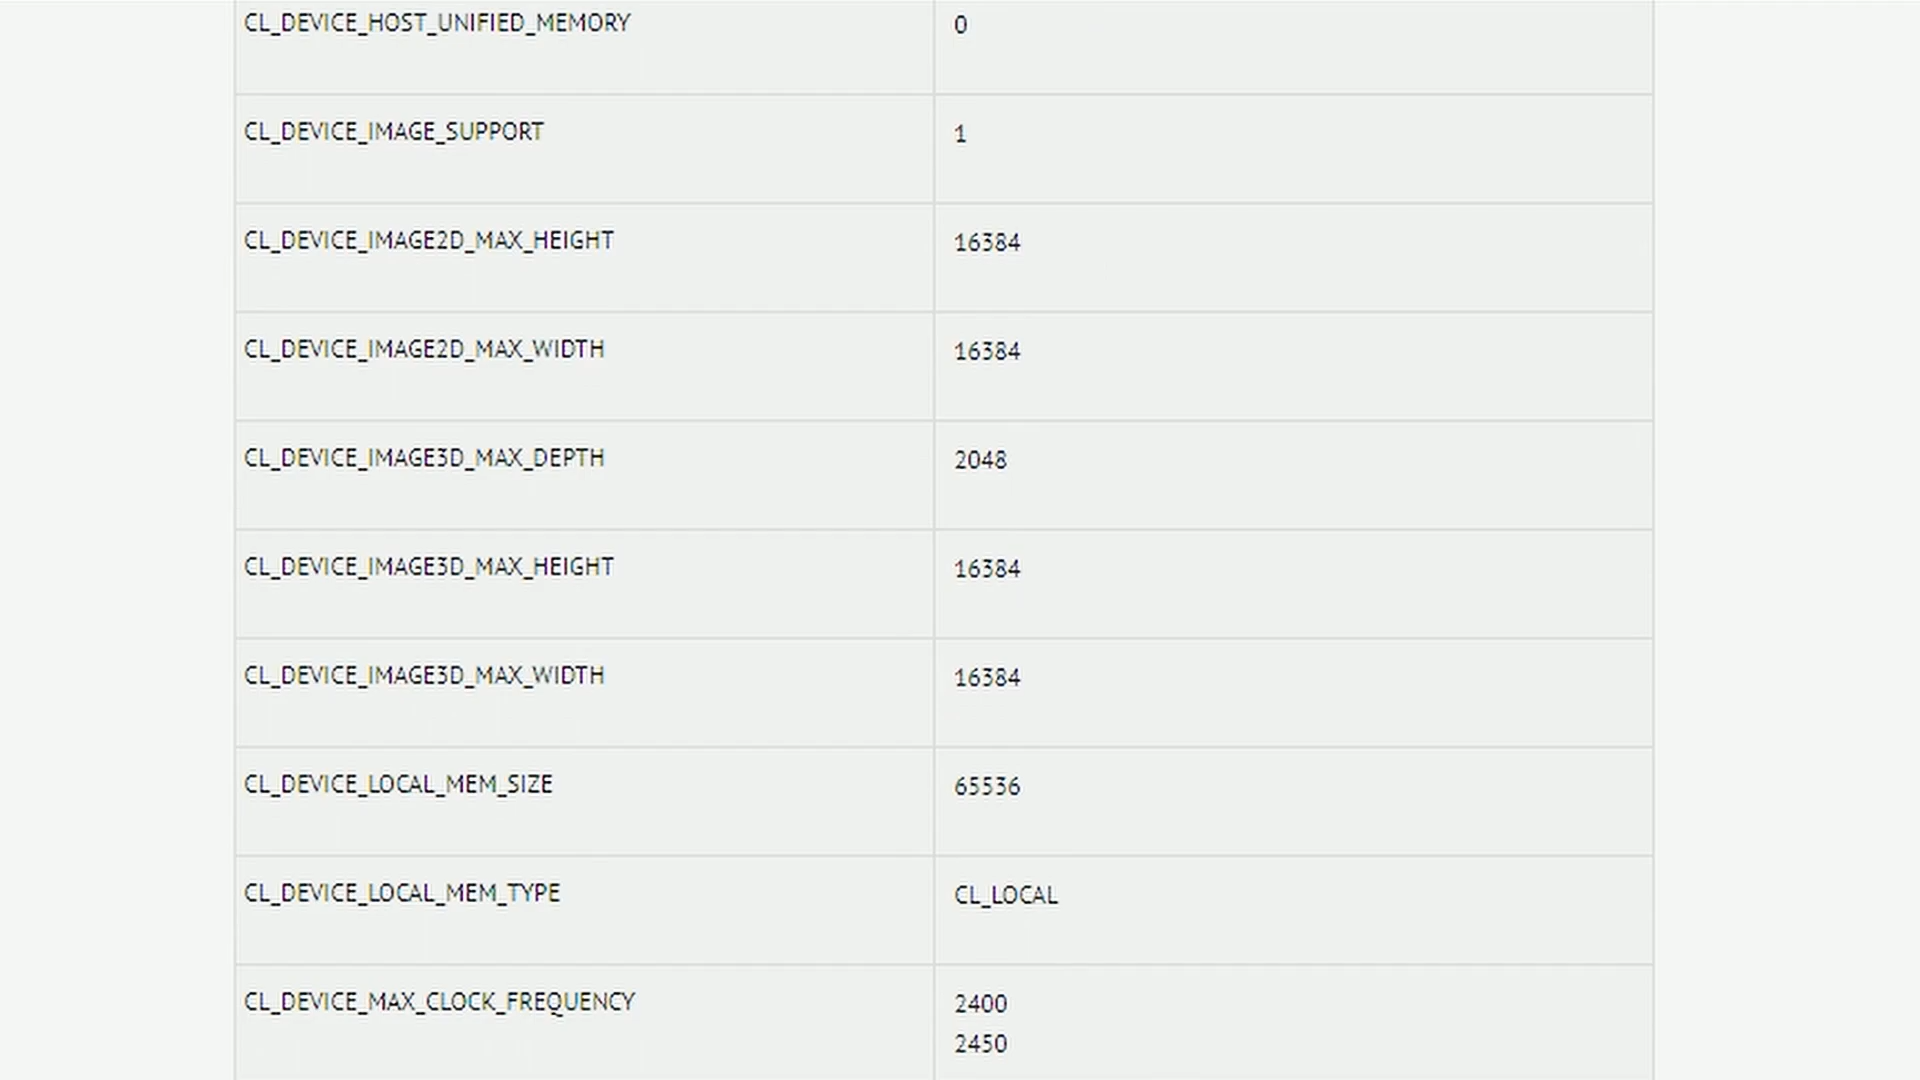 CL_DEVICE_HOST_UNIFIED_MEMORY 0
CL_DEVICE_IMAGE_SUPPORT 1
CL_DEVICE_IMAGE2D_MAX_HEIGHT 16384
CL_DEVICE_IMAGE2D_MAX_WIDTH 16384
CL_DEVICE_IMAGE3D_MAX_DEPTH 2048
CL_DEVICE_IMAGE3D_MAX_HEIGHT 16384
CL_DEVICE_IMAGE3D_MAX_WIDTH 16384
CL_DEVICE_LOCAL_MEM_SIZE 65536
CL_DEVICE_LOCAL_MEM_TYPE CL_LOCAL
CL_DEVICE_MAX_CLOCK_FREQUENCY 2400
2450